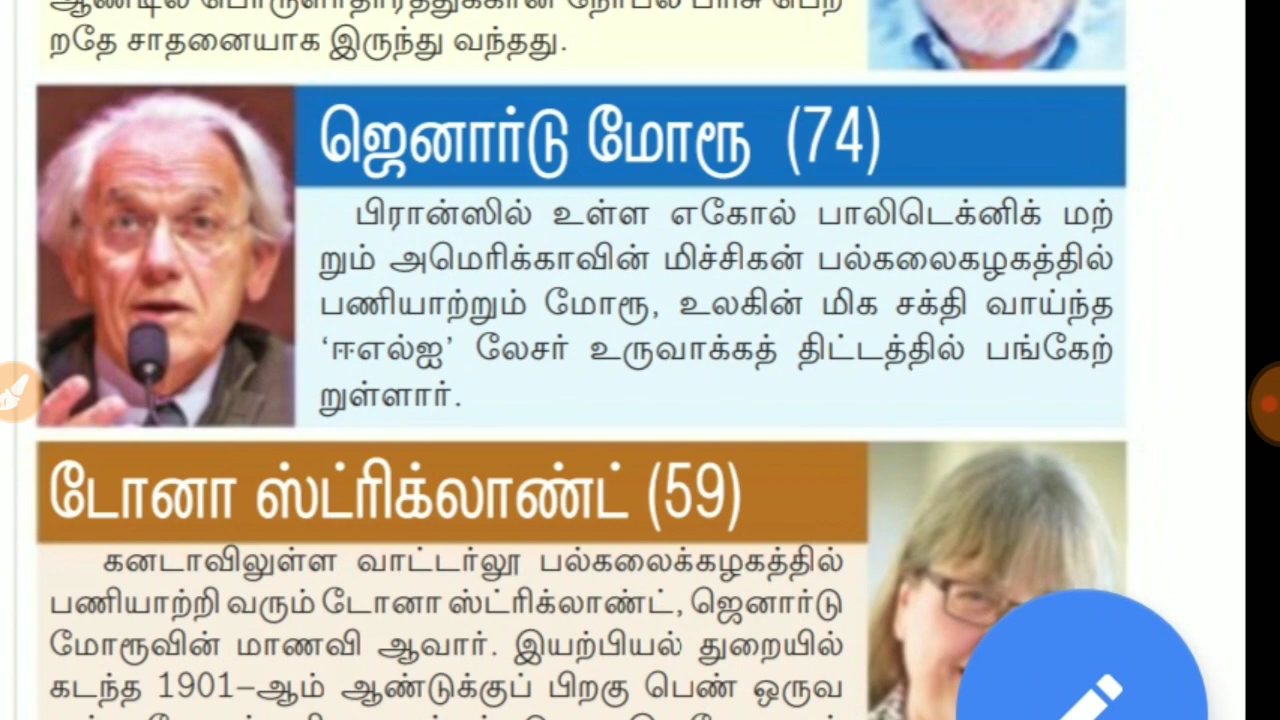 றதே சாதனையாக இருந்து வந்தது.
ஜெனார்டு மோரூ (74)
பிரான்ஸில் உள்ள எகோல் பாலிடெக்னிக் மற்
றும் அமெரிக்காவின் மிச்சிகன் பல்கலைகழகத்தில்
பணியாற்றும் மோரூ, உலகின் மிக சக்தி வாய்ந்த
‘ஈஎல்ஐ’ லேசர் உருவாக்கத் திட்டத்தில் பங்கேற்
றுள்ளார்.
டோனா ஸ்ட்ரிக்லாண்ட் (59)
கனடாவிலுள்ள வாட்டர்லூ பல்கலைக்கழகத்தில்
பணியாற்றி வரும் டோனா ஸ்ட்ரிக்லாண்ட், ஜெனார்டு
மோரூவின் மாணவி ஆவார். இயற்பியல் துறையில்
கடந்த 1901–ஆம் ஆண்டுக்குப் பிறகு பெண் ஒருவ